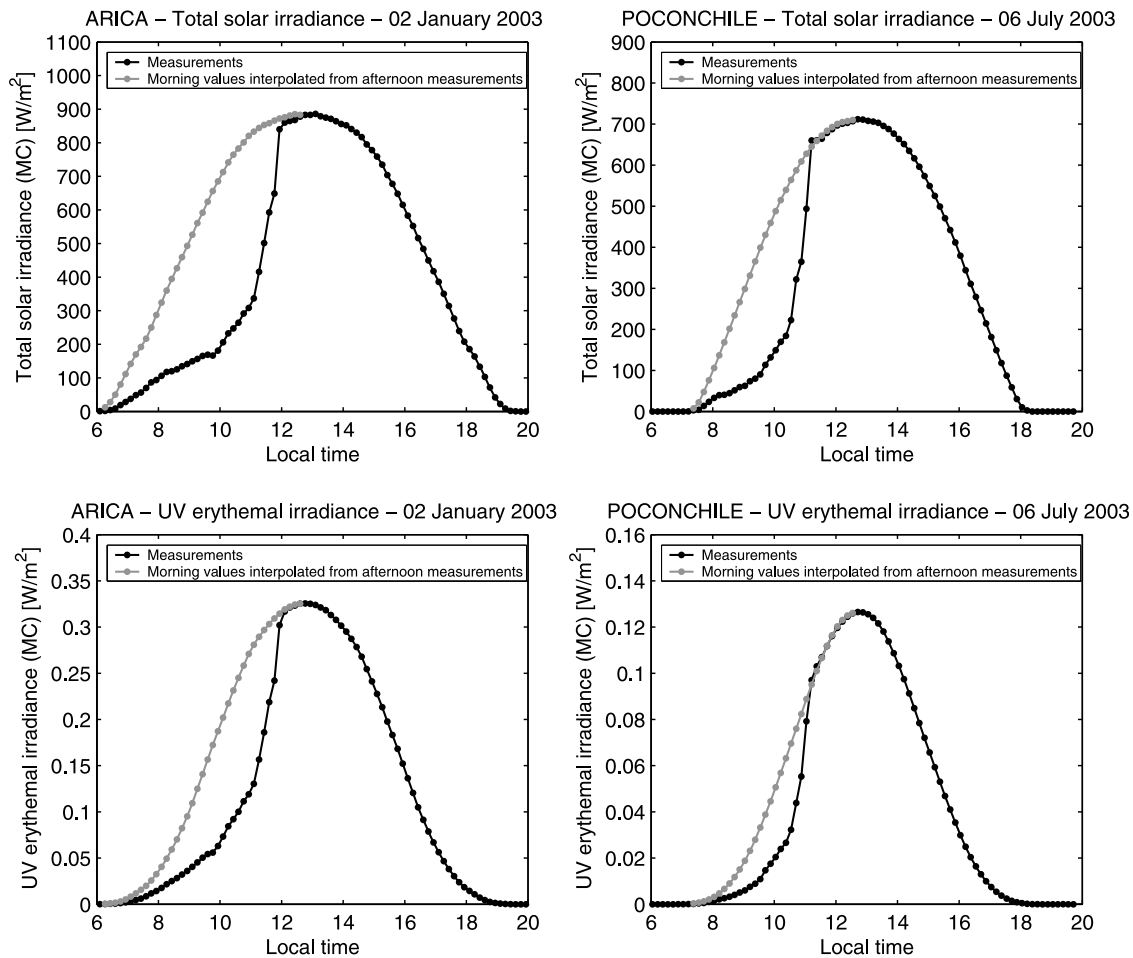 ARICA – Total solar irradiance – 02 January 2003
Total solar irradiance (MC) [W/m²]
1100
1000
900
800
700
600
500
400
300
200
100
0
Measurements
Morning values interpolated from afternoon measurements
6 8 10 12 14 16 18 20
Local time
POCONCHILE – Total solar irradiance – 06 July 2003
Total solar irradiance (MC) [W/m²]
900
800
700
600
500
400
300
200
100
0
Measurements
Morning values interpolated from afternoon measurements
6 8 10 12 14 16 18 20
Local time
ARICA – UV erythemal irradiance – 02 January 2003
UV erythemal irradiance (MC) [W/m²]
0.4
0.35
0.3
0.25
0.2
0.15
0.1
0.05
0
Measurements
Morning values interpolated from afternoon measurements
6 8 10 12 14 16 18 20
Local time
POCONCHILE – UV erythemal irradiance – 06 July 2003
UV erythemal irradiance (MC) [W/m²]
0.16
0.14
0.12
0.1
0.08
0.06
0.04
0.02
0
Measurements
Morning values interpolated from afternoon measurements
6 8 10 12 14 16 18 20
Local time